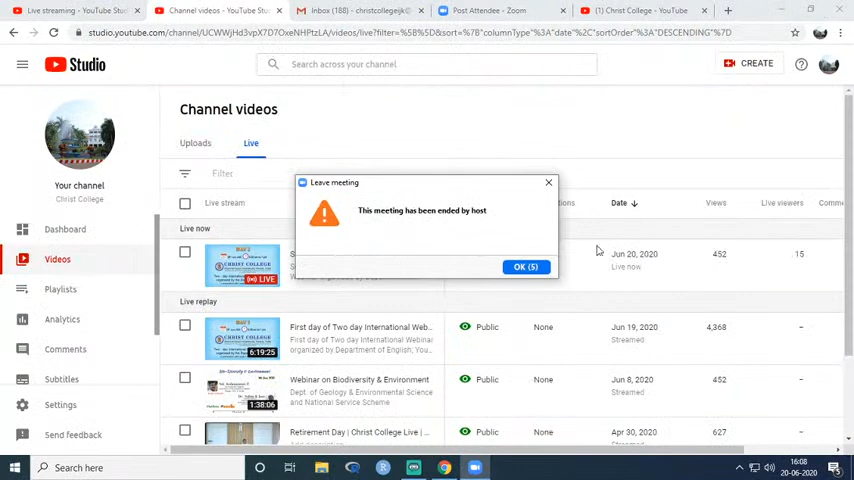 Live streaming - YouTube Stu
Channel videos - YouTube Stu
Inbox (188) - christcollegeijk@
Post Attendee - Zoom
(1) Christ College - YouTube
studio.youtube.com/channel/UCWWjHd3vpX7D7OxeNHPtzLA/videos/live?filter=%5B%5D&sort=%7B"columnType"%3A"date"%2C"sortOrder"%3A"DESCENDING"%7D
Studio
Search across your channel
CREATE
Channel videos
Uploads
Live
Your channel
Christ College
Filter
Live stream
Date
Views
Live viewers
Comme
Live now
Leave meeting
This meeting has been ended by host
OK (5)
LIVE
Jun 20, 2020
Live now
452
15
Live replay
Dashboard
Videos
Playlists
Analytics
Comments
Subtitles
Settings
Send feedback
6:19:25
First day of Two day International Web...
International Webinar
organized by Department of English; You...
Public
None
Jun 19, 2020
Streamed
4,368
–
1:38:06
Webinar on Biodiversity & Environment
Dept: of Geology & Environmental Science
and National Service Scheme
Public
None
Jun 8, 2020
Streamed
452
–
Retirement Day | Christ College Live | ...
Public
None
Apr 30, 2020
Streamed
627
–
Search here
16:08
20-06-2020